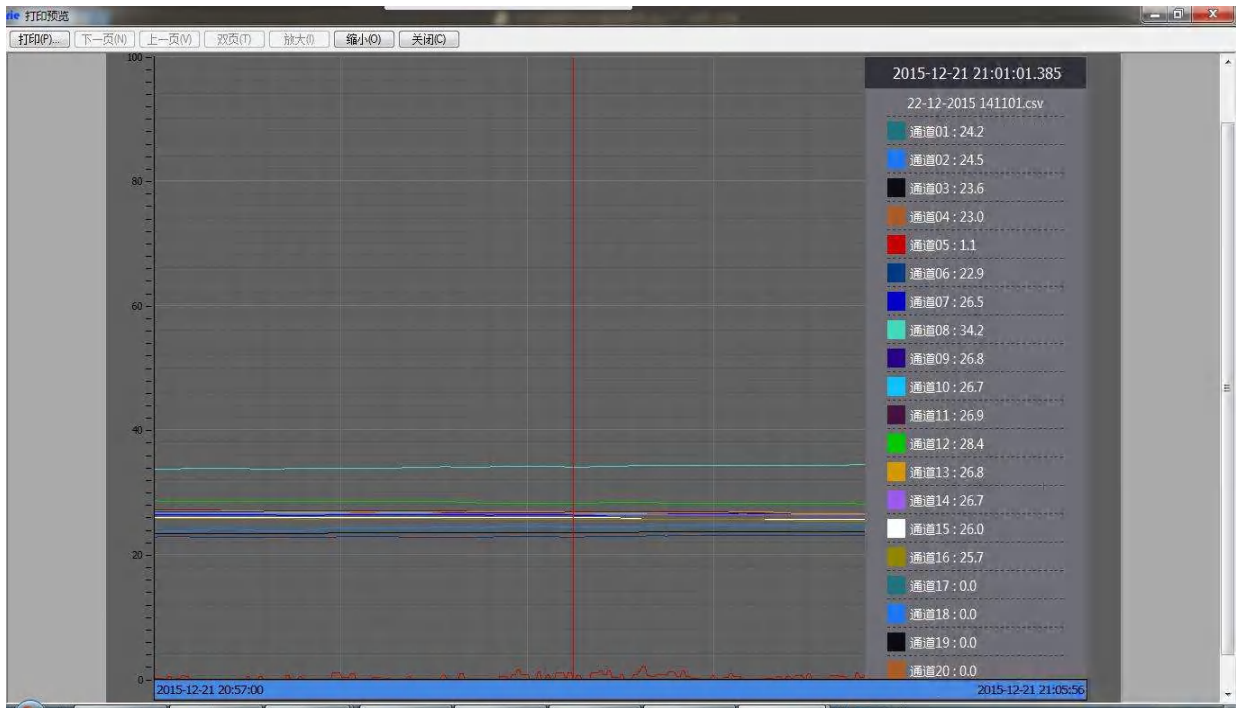 rie 打印预览
打印(P)... 下一页(N) 上一页(V) 双页(T) 放大(I) 缩小(O) 关闭(C)
100
80
60
40
20
0
2015-12-21 21:01:01.385
22-12-2015 141101.csv
通道01 : 24.2
通道02 : 24.5
通道03 : 23.6
通道04 : 23.0
通道05 : 1.1
通道06 : 22.9
通道07 : 26.5
通道08 : 34.2
通道09 : 26.8
通道10 : 26.7
通道11 : 26.9
通道12 : 28.4
通道13 : 26.8
通道14 : 26.7
通道15 : 26.0
通道16 : 25.7
通道17 : 0.0
通道18 : 0.0
通道19 : 0.0
通道20 : 0.0
2015-12-21 20:57:00 2015-12-21 21:05:56